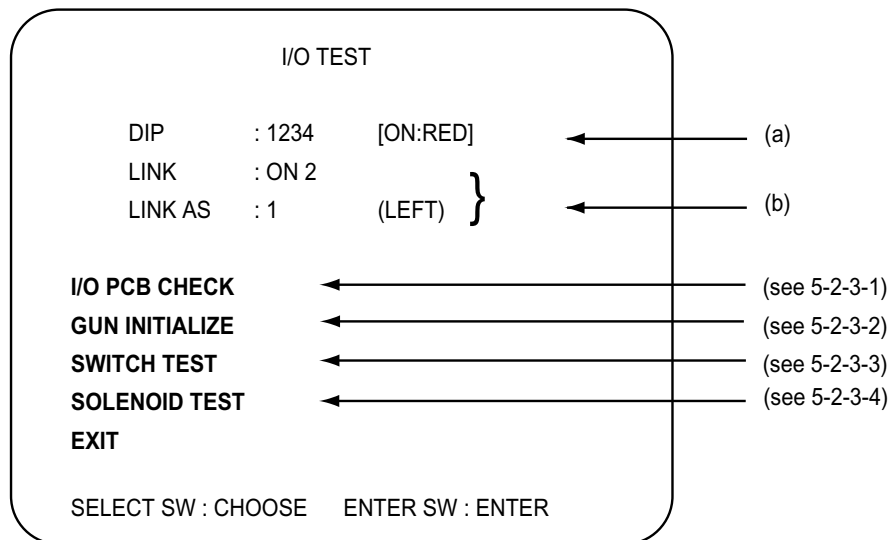 I/O TEST
DIP : 1234 [ON:RED] (a)
LINK : ON 2
LINK AS : 1 (LEFT) } (b)
I/O PCB CHECK (see 5-2-3-1)
GUN INITIALIZE (see 5-2-3-2)
SWITCH TEST (see 5-2-3-3)
SOLENOID TEST (see 5-2-3-4)
EXIT
SELECT SW : CHOOSE ENTER SW : ENTER